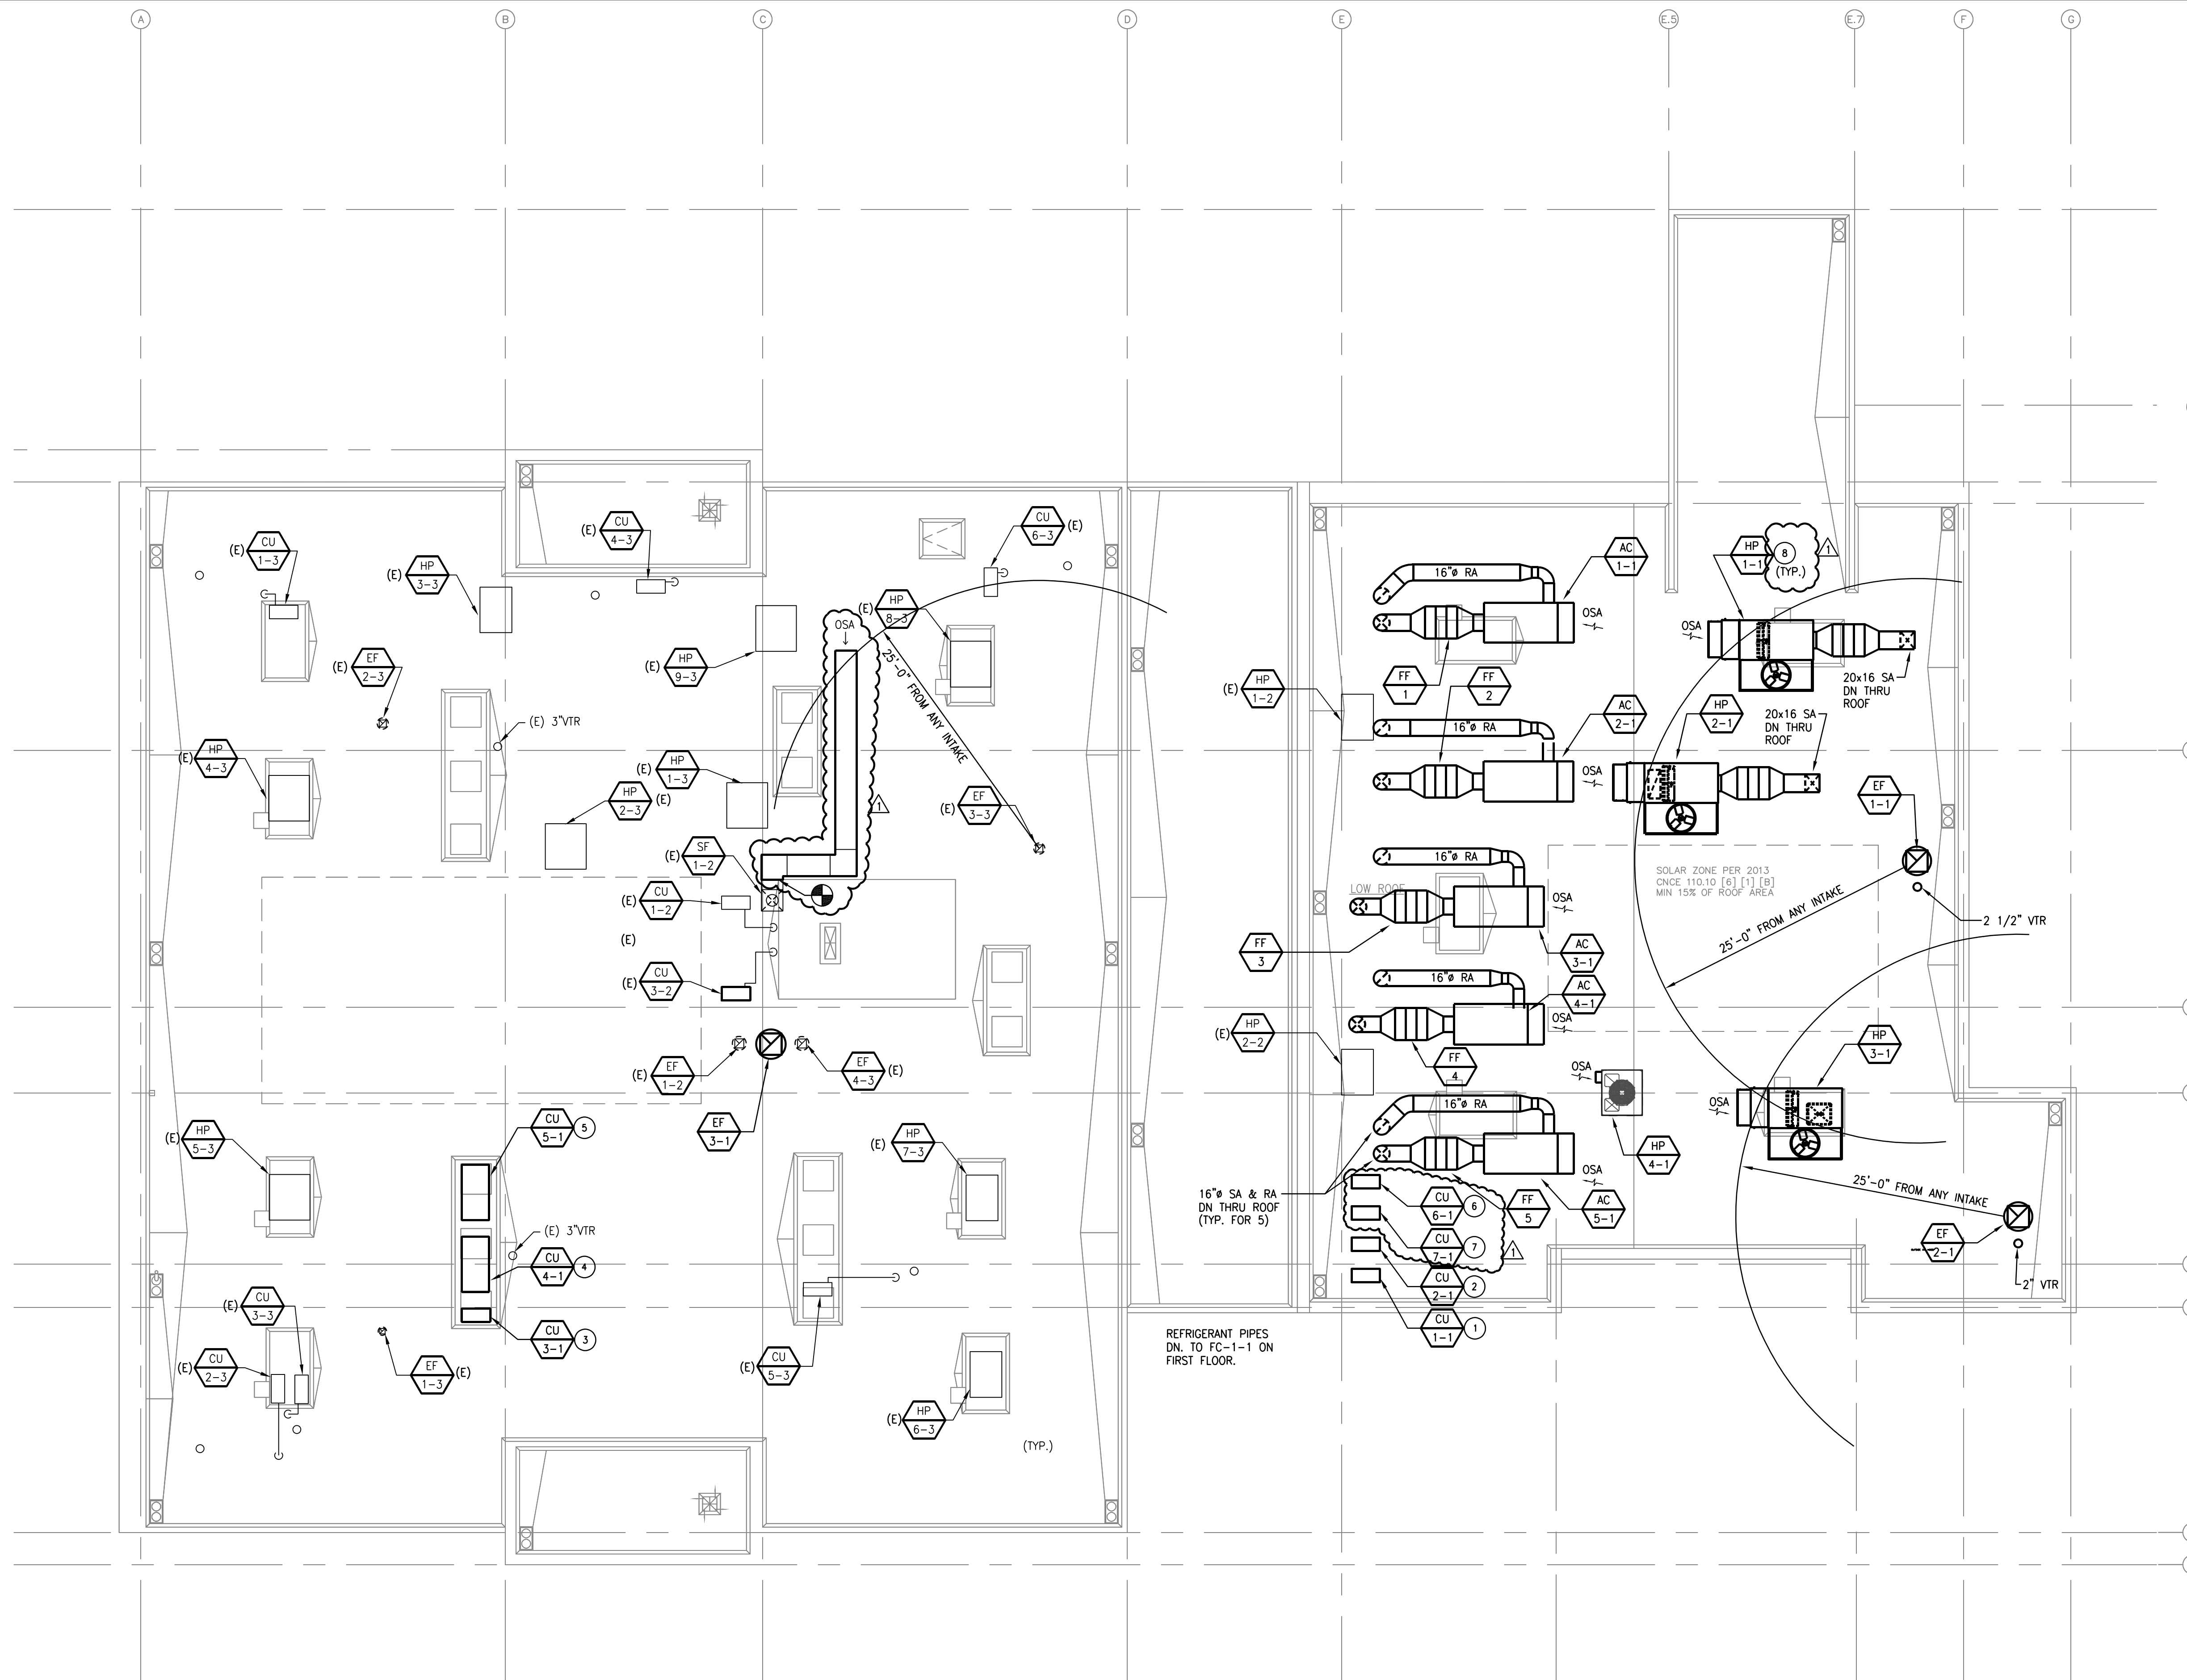 A
B
C
D
E
E.5
E.7
F
G
(E)
CU
1-3
(E)
HP
3-3
(E)
CU
4-3
CU
6-3
(E)
(E)
EF
2-3
(E) 3"VTR
(E)
HP
9-3
OSA
(E)
HP
8-3
25'-0" FROM ANY INTAKE
(E)
HP
4-3
(E)
HP
1-3
HP
2-3
(E)
1
(E)
EF
3-3
(E)
SF
1-2
(E)
CU
1-2
(E)
(E)
CU
3-2
(E)
EF
1-2
EF
4-3
(E)
EF
3-1
(E)
HP
5-3
CU
5-1
5
(E)
HP
7-3
(E) 3"VTR
CU
4-1
4
(E)
CU
3-3
CU
3-1
3
(E)
CU
2-3
EF
1-3
(E)
(E)
CU
5-3
(E)
HP
6-3
(TYP.)
16"ø RA
AC
1-1
OSA
FF
1
FF
2
(E)
HP
1-2
16"ø RA
AC
2-1
OSA
16"ø RA
LOW ROOF
OSA
FF
3
AC
3-1
16"ø RA
AC
4-1
OSA
(E)
HP
2-2
FF
4
16"ø RA
OSA
HP
4-1
OSA
16"ø SA & RA
DN THRU ROOF
(TYP. FOR 5)
FF
5
AC
5-1
CU
6-1
6
CU
7-1
7
1
CU
2-1
2
CU
1-1
1
REFRIGERANT PIPES
DN. TO FC-1-1 ON
FIRST FLOOR.
HP
1-1
8
(TYP.)
1
OSA
20x16 SA
DN THRU
ROOF
HP
2-1
20x16 SA
DN THRU
ROOF
EF
1-1
SOLAR ZONE PER 2013
CNCE 110.10 [6] [1] [B]
MIN 15% OF ROOF AREA
25'-0" FROM ANY INTAKE
2 1/2" VTR
HP
3-1
OSA
25'-0" FROM ANY INTAKE
EF
2-1
2" VTR